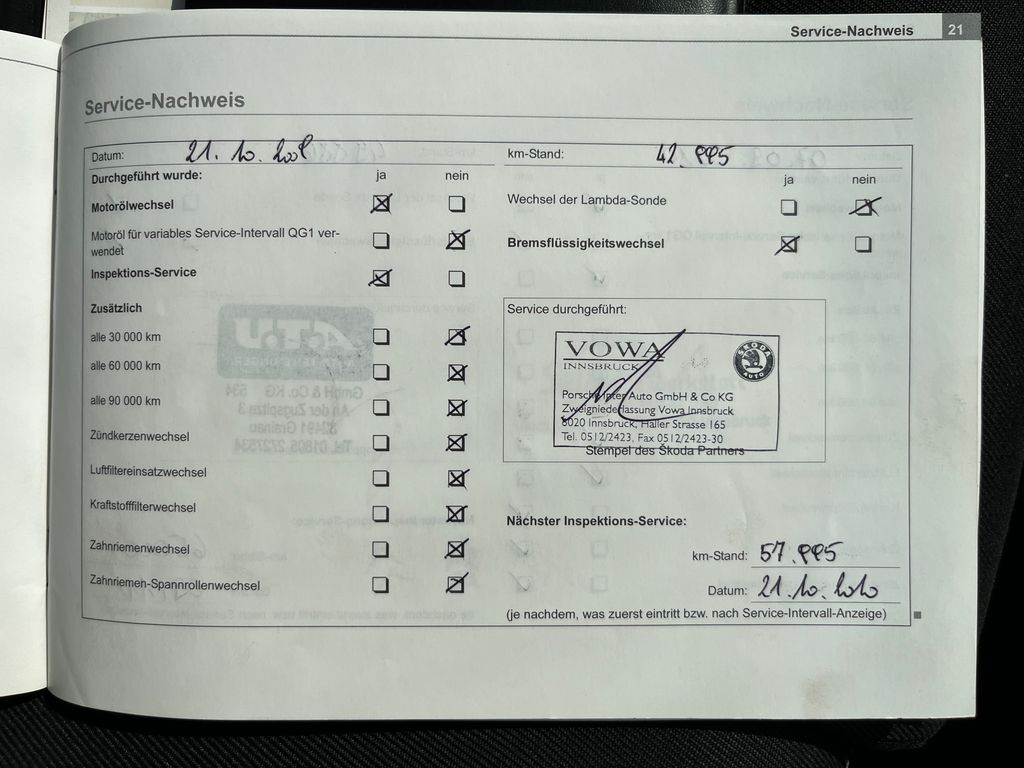 Service-Nachweis 21
Service-Nachweis
Datum: 21. 10. 2009
km-Stand: 42.995
Durchgeführt wurde: ja nein
ja nein
Motorölwechsel
Wechsel der Lambda-Sonde
Motoröl für variables Service-Intervall QG1 ver-
wendet
Bremsflüssigkeitswechsel
Inspektions-Service
Zusätzlich
alle 30 000 km
alle 60 000 km
alle 90 000 km
Zündkerzenwechsel
Luftfiltereinsatzwechsel
Kraftstofffilterwechsel
Zahnriemenwechsel
Zahnriemen-Spannrollenwechsel
Service durchgeführt:
VOWA
INNSBRUCK
ŠKODA
AUTO
Porsche Inter Auto GmbH & Co KG
Zweigniederlassung Vowa Innsbruck
6020 Innsbruck, Haller Strasse 165
Tel. 0512/2423, Fax 0512/2423-30
Stempel des Škoda Partners
Nächster Inspektions-Service:
km-Stand: 57.995
Datum: 21.10.2010
(je nachdem, was zuerst eintritt bzw. nach Service-Intervall-Anzeige)